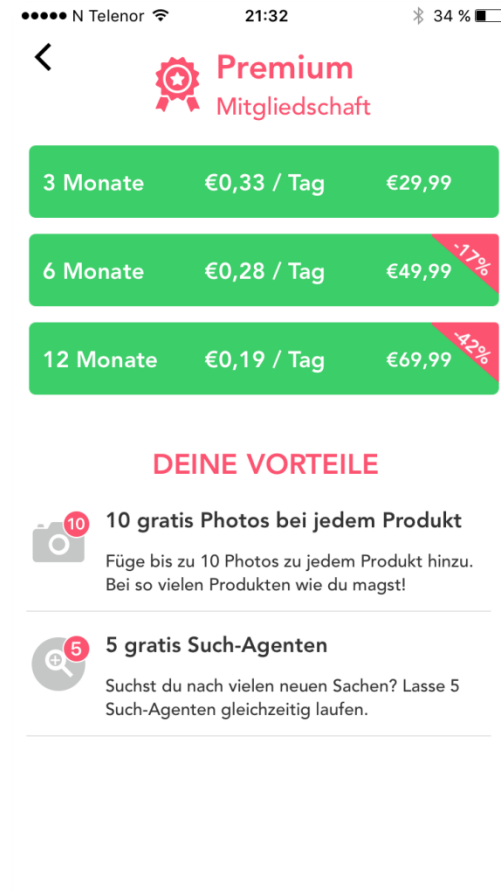 N Telenor 21:32 34 %
Premium
Mitgliedschaft
3 Monate €0,33 / Tag €29,99
6 Monate €0,28 / Tag €49,99 -17%
12 Monate €0,19 / Tag €69,99 -42%
DEINE VORTEILE
10 10 gratis Photos bei jedem Produkt
Füge bis zu 10 Photos zu jedem Produkt hinzu.
Bei so vielen Produkten wie du magst!
5 5 gratis Such-Agenten
Suchst du nach vielen neuen Sachen? Lasse 5
Such-Agenten gleichzeitig laufen.